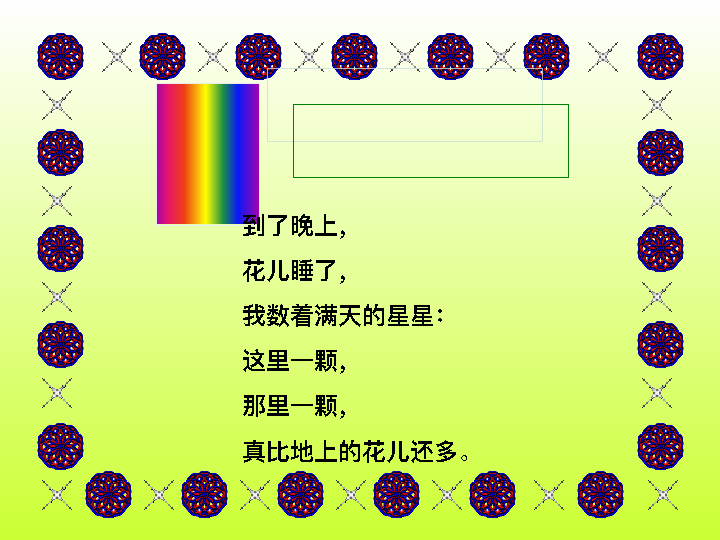 到了晚上，
花儿睡了，
我数着满天的星星：
这里一颗，
那里一颗，
真比地上的花儿还多。